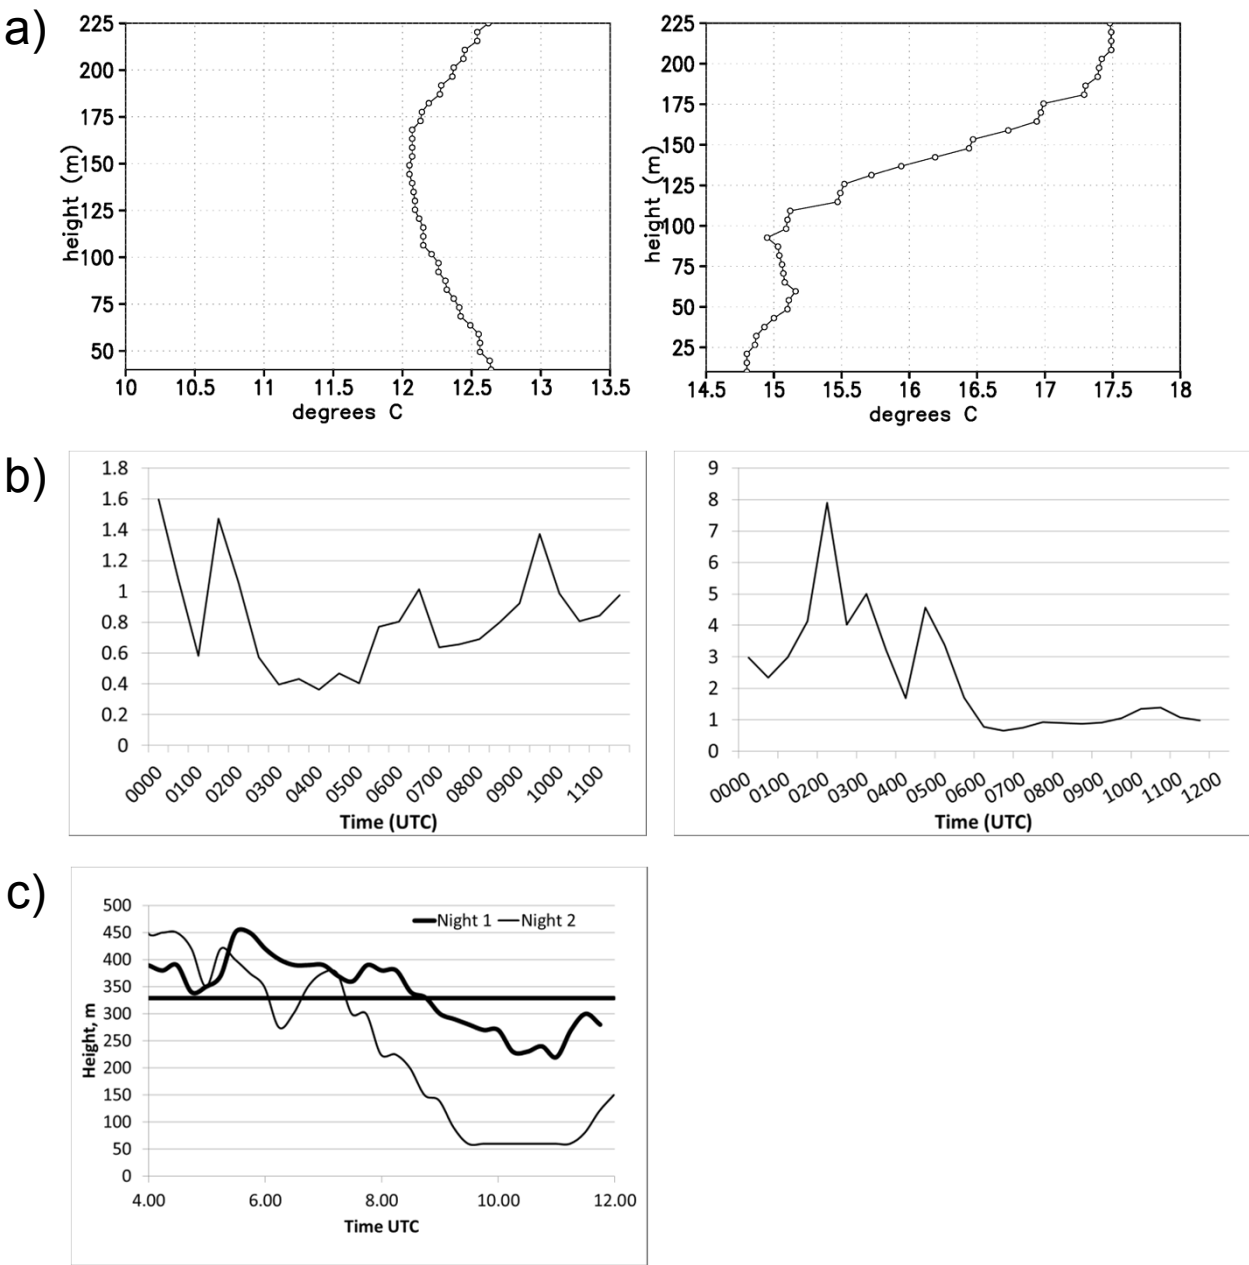 a)
225
200
175
150
125
100
75
50
height (m)
10 10.5 11 11.5 12 12.5 13 13.5
degrees C
225
200
175
150
125
100
75
50
25
height (m)
14.5 15 15.5 16 16.5 17 17.5 18
degrees C
b)
1.8
1.6
1.4
1.2
1
0.8
0.6
0.4
0.2
0
0000 0100 0200 0300 0400 0500 0600 0700 0800 0900 1000 1100
Time (UTC)
9
8
7
6
5
4
3
2
1
0
0000 0100 0200 0300 0400 0500 0600 0700 0800 0900 1000 1100 1200
Time (UTC)
c)
500
450
400
350
300
250
200
150
100
50
0
Height, m
Night 1 Night 2
4.00 6.00 8.00 10.00 12.00
Time UTC